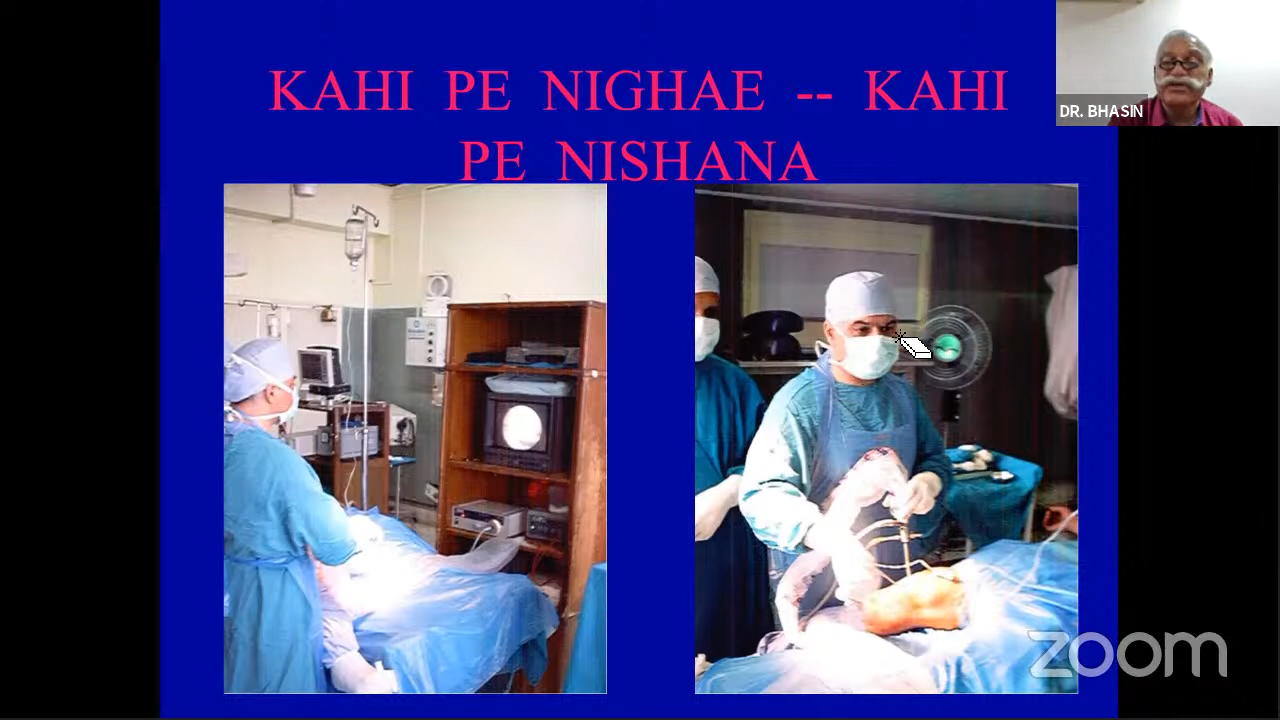 KAHI PE NIGHAE -- KAHI
PE NISHANA
DR. BHASIN
zoom